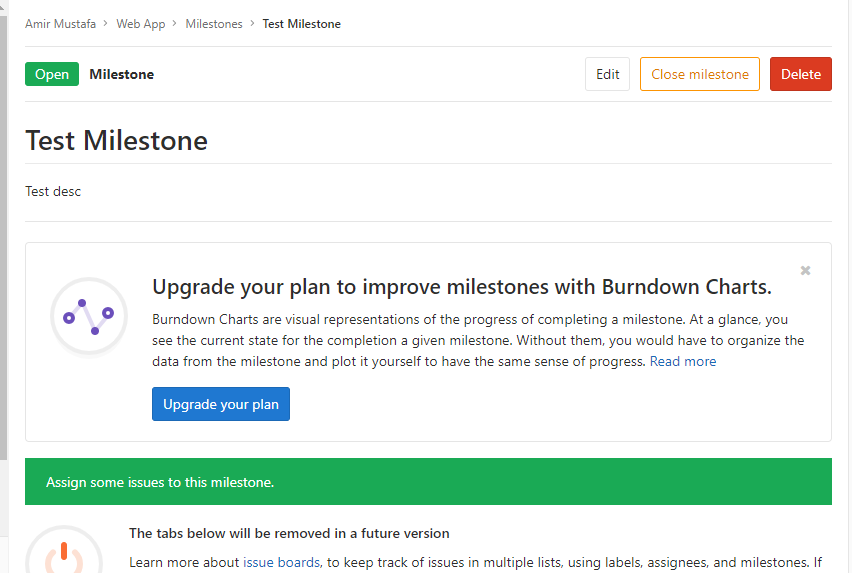 Amir Mustafa › Web App › Milestones › Test Milestone
Open Milestone Edit Close milestone Delete
Test Milestone
Test desc
Upgrade your plan to improve milestones with Burndown Charts.
Burndown Charts are visual representations of the progress of completing a milestone. At a glance, you
see the current state for the completion a given milestone. Without them, you would have to organize the
data from the milestone and plot it yourself to have the same sense of progress. Read more
Upgrade your plan
Assign some issues to this milestone.
The tabs below will be removed in a future version
Learn more about issue boards, to keep track of issues in multiple lists, using labels, assignees, and milestones. If